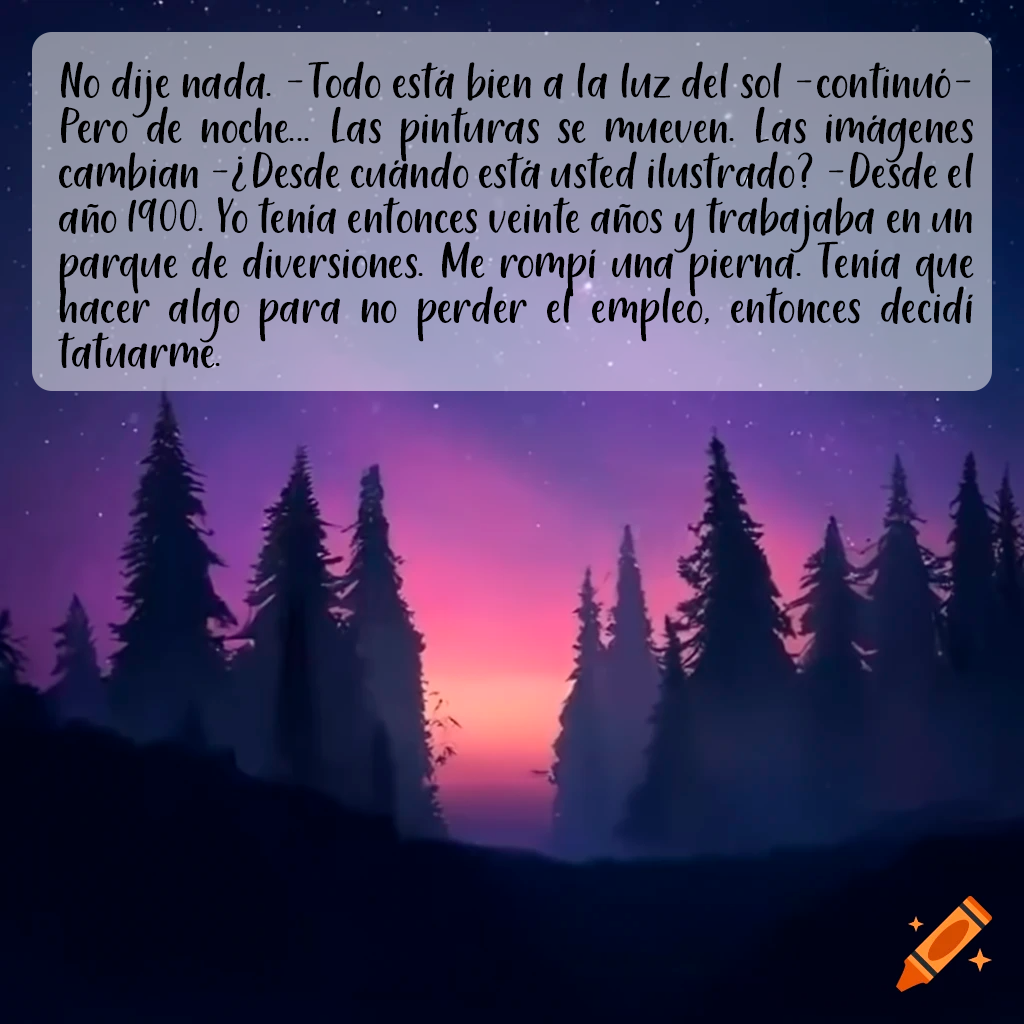 No dije nada. -Todo está bien a la luz del sol -continuó-
Pero de noche... Las pinturas se mueven. Las imágenes
cambian -¿Desde cuándo está usted ilustrado? -Desde el
año 1900. Yo tenía entonces veinte años y trabajaba en un
parque de diversiones. Me rompí una pierna. Tenía que
hacer algo para no perder el empleo, entonces decidí
tatuarme.